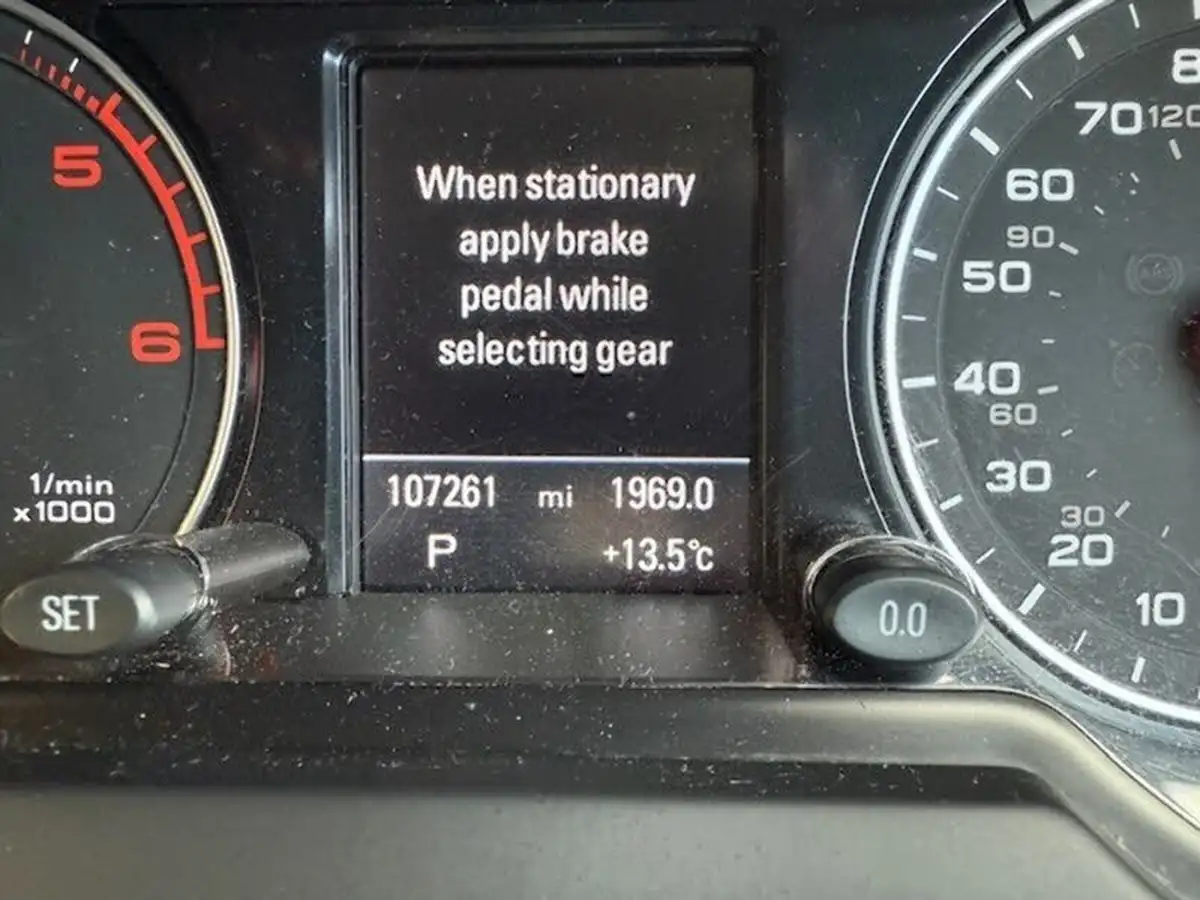 When stationary
apply brake
pedal while
selecting gear
107261 mi 1969.0
P +13.5°c
5
6
1/min
x1000
SET
0.0
8
70 120
60
90
50
40
60
30
30
20
10